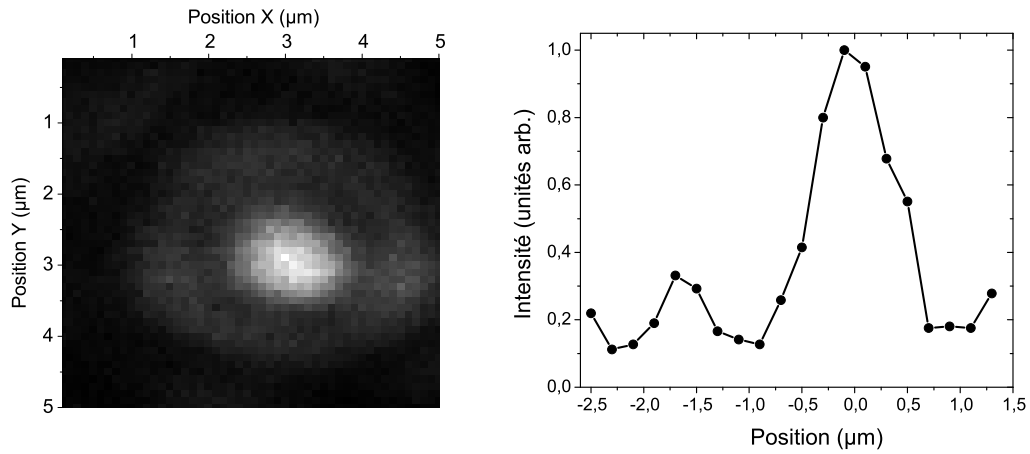 Position X (µm)
1 2 3 4 5
Position Y (µm)
1
2
3
4
5
Intensité (unités arb.)
1,0
0,8
0,6
0,4
0,2
0,0
-2,5 -2,0 -1,5 -1,0 -0,5 0,0 0,5 1,0 1,5
Position (µm)